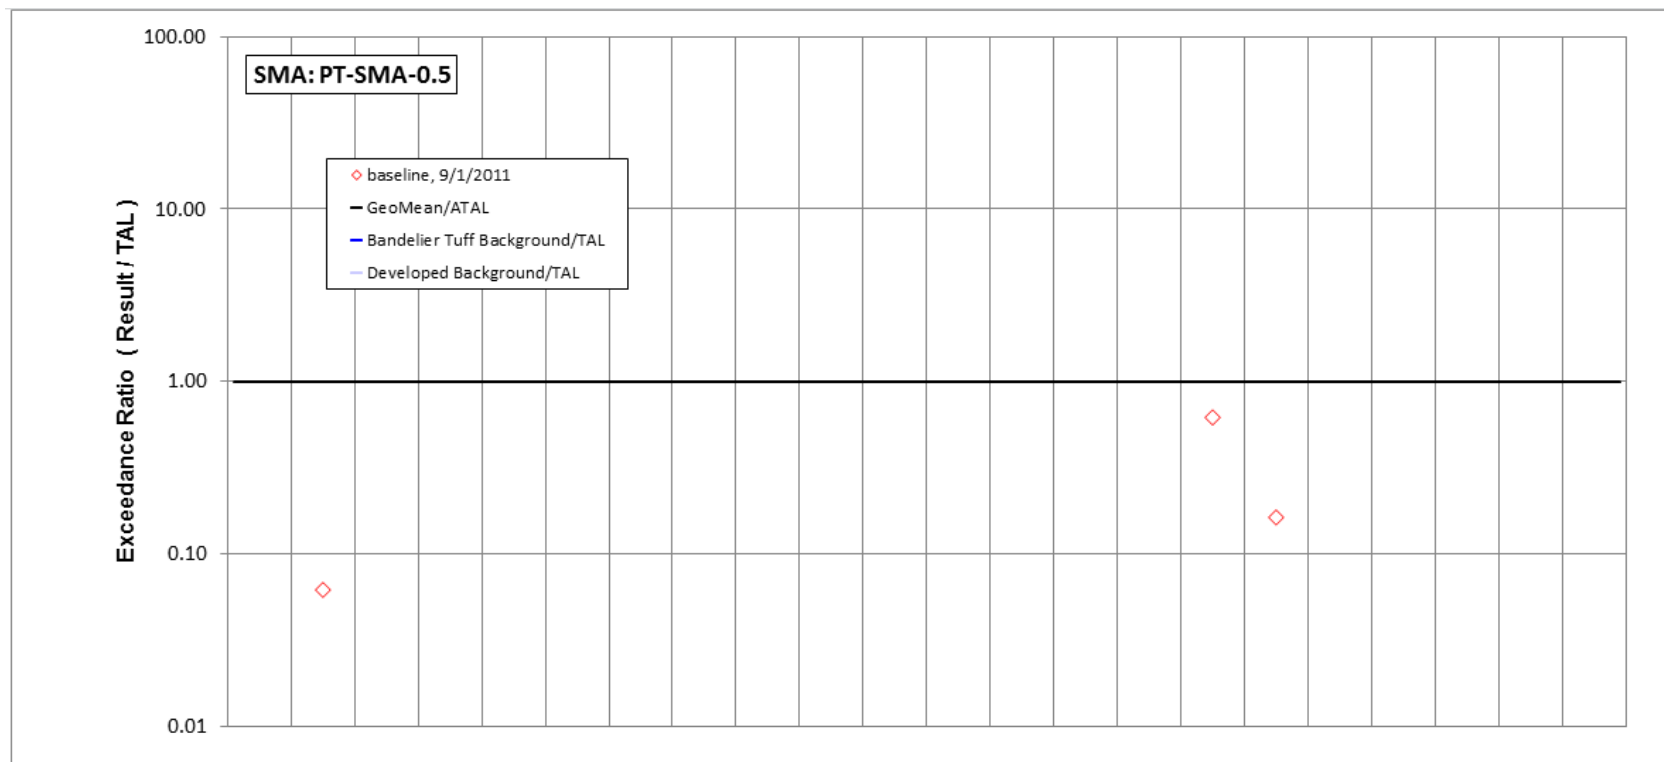 100.00
SMA: PT-SMA-0.5
baseline, 9/1/2011
GeoMean/ATAL
Bandelier Tuff Background/TAL
Developed Background/TAL
10.00
1.00
0.10
0.01
Exceedance Ratio ( Result / TAL )